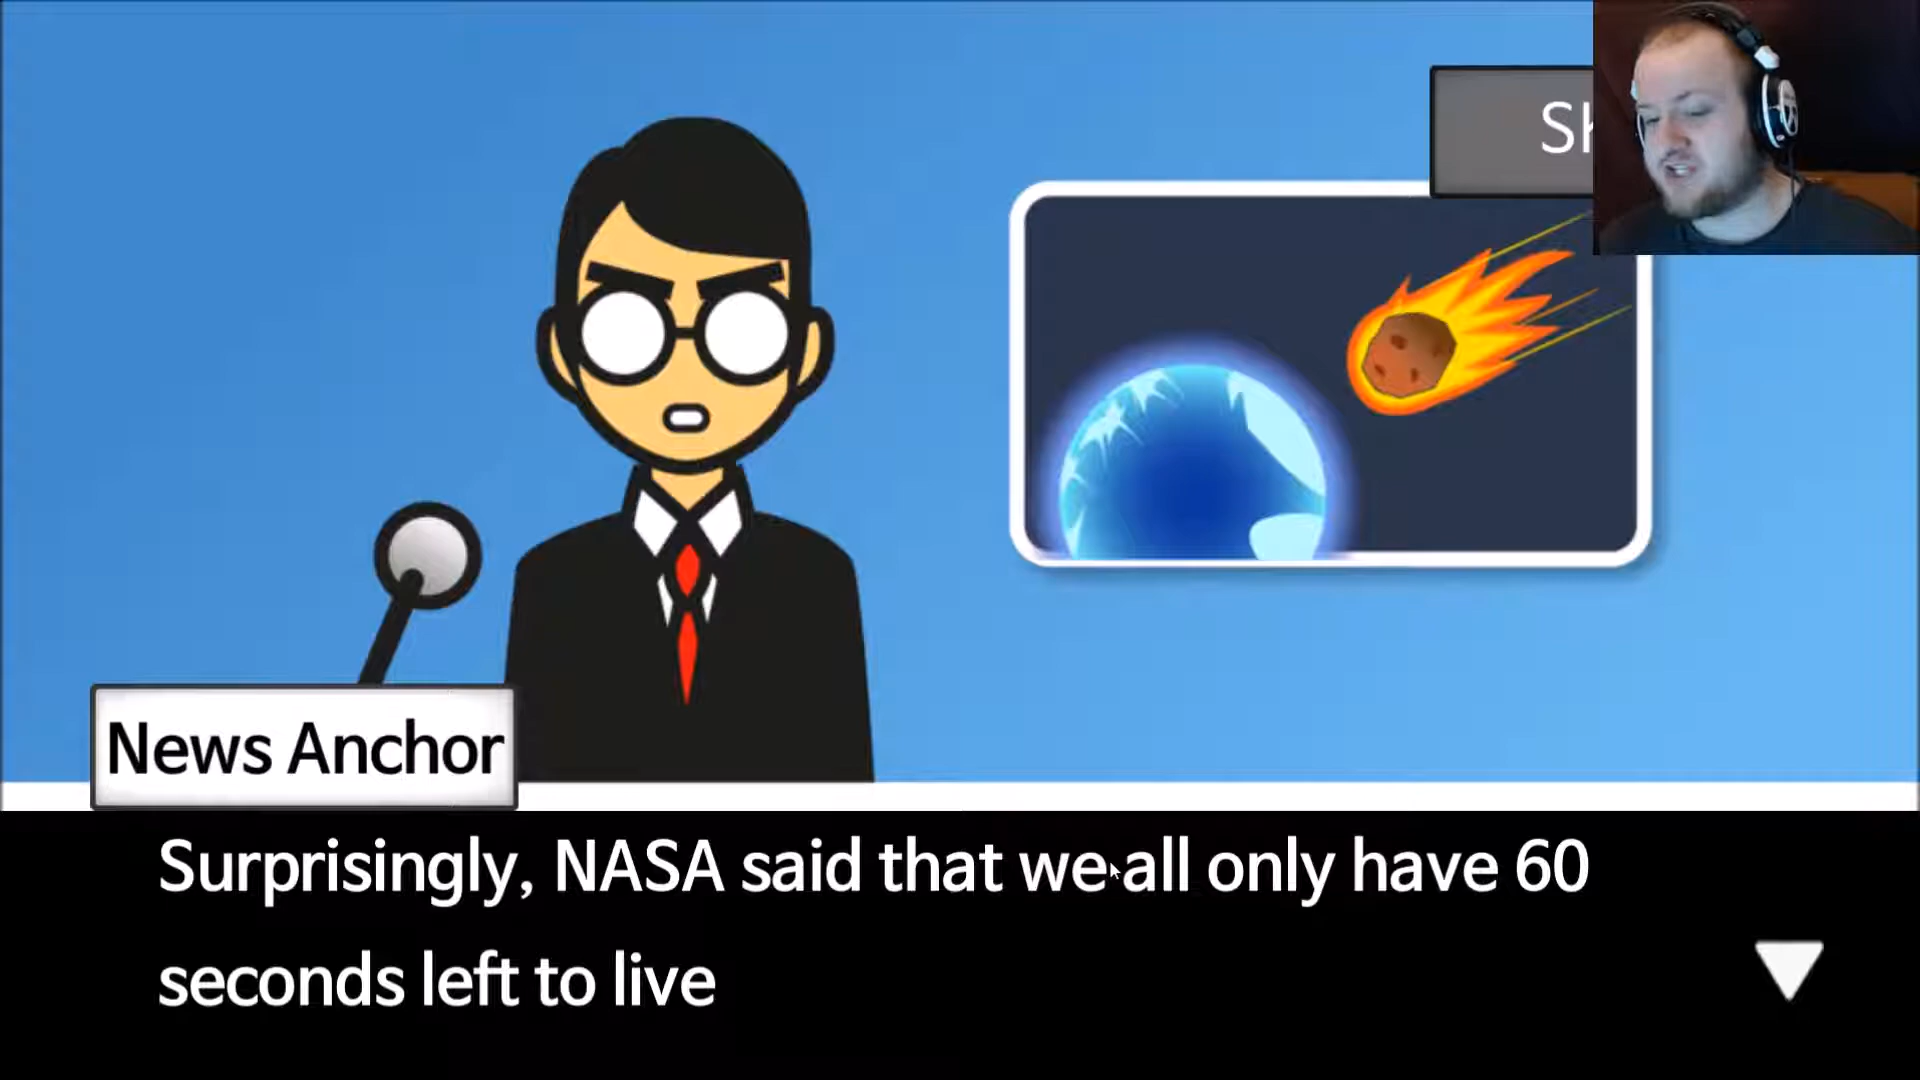 News Anchor
Surprisingly, NASA said that we all only have 60
seconds left to live